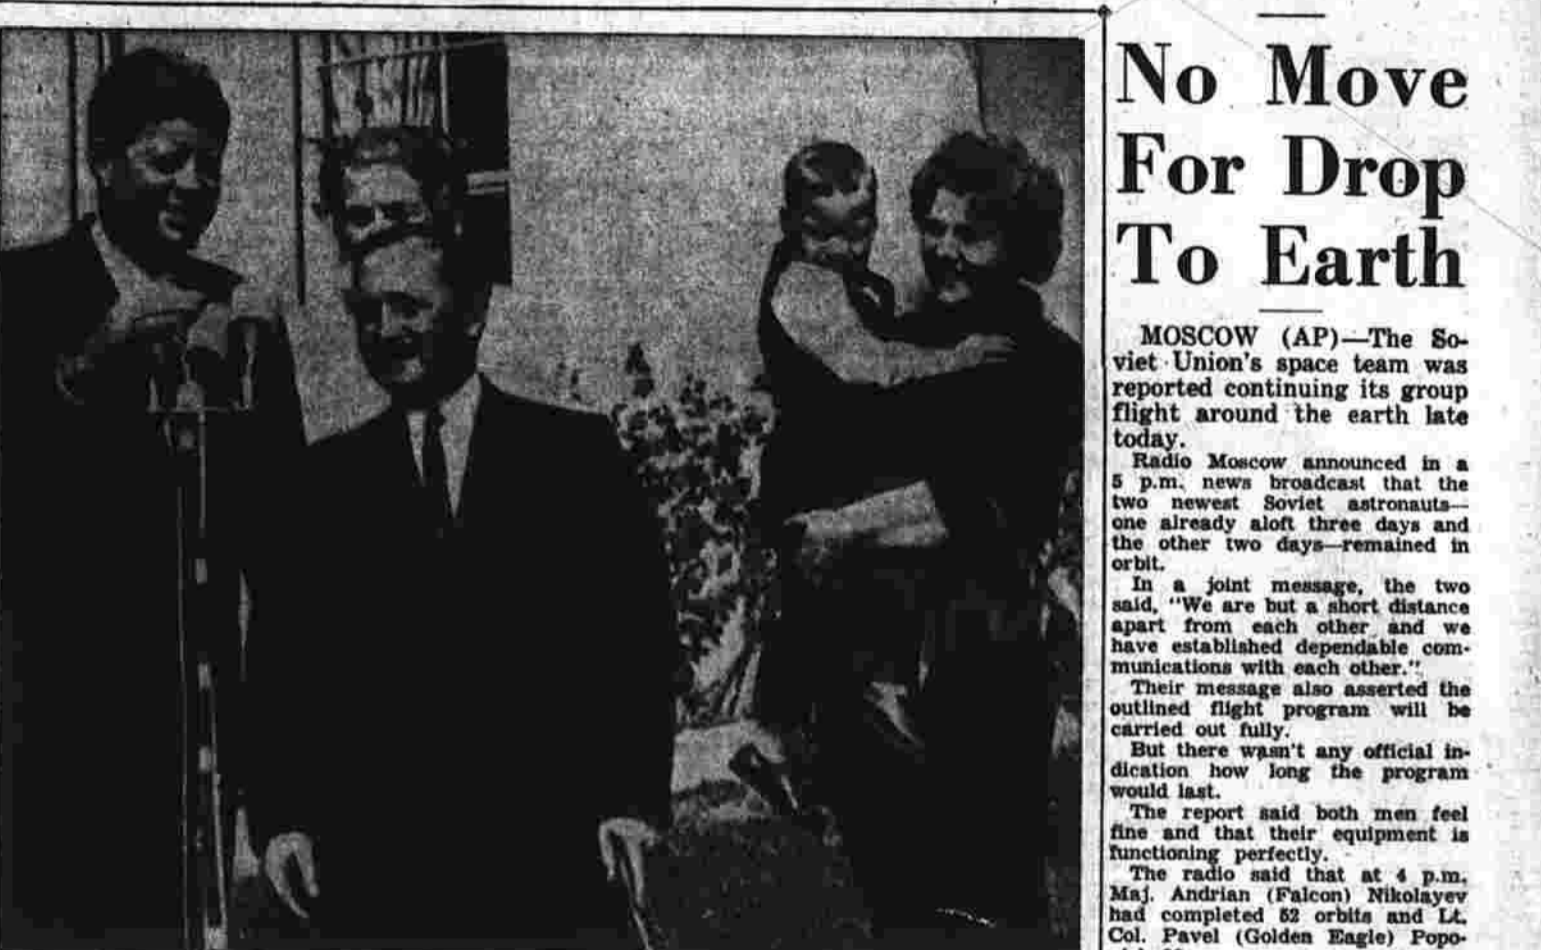 No Move
For Drop
To Earth
MOSCOW (AP)—The So-
viet Union's space team was
reported continuing its group
flight around the earth late
today.
Radio Moscow announced in a
5 p.m. news broadcast that the
two newest Soviet astronauts—
one already aloft three days and
the other two days—remained in
orbit.
In a joint message, the two
said, "We are but a short distance
apart from each other and we
have established dependable com-
munications with each other."
Their message also asserted the
outlined flight program will be
carried out fully.
But there wasn't any official in-
dication how long the program
would last.
The report said both men feel
fine and that their equipment is
functioning perfectly.
The radio said that at 4 p.m.
Maj. Andrian (Falcon) Nikolayev
had completed 52 orbits and Lt.
Col. Pavel (Golden Eagle) Popo-